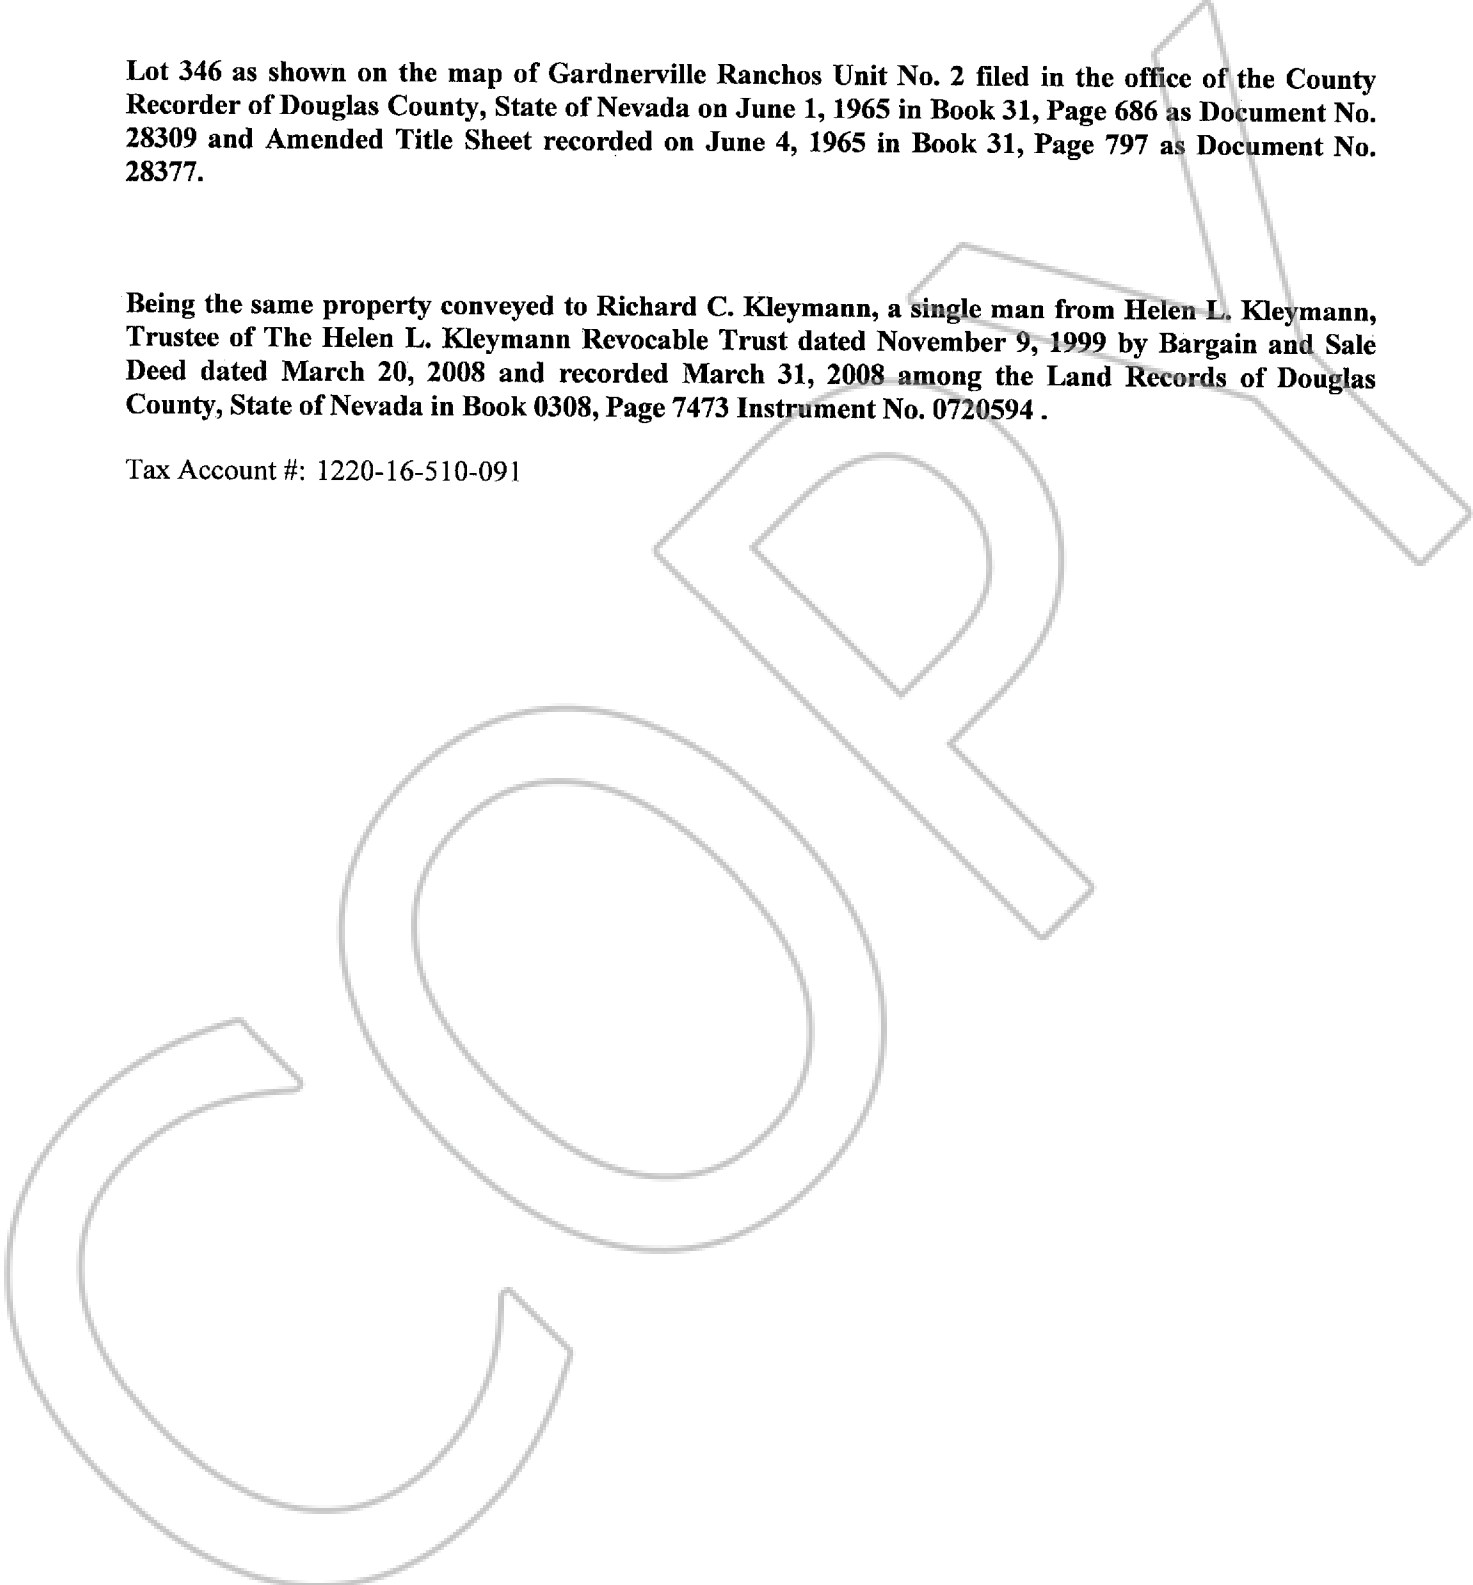 Lot 346 as shown on the map of Gardnerville Ranchos Unit No. 2 filed in the office of the County
Recorder of Douglas County, State of Nevada on June 1, 1965 in Book 31, Page 686 as Document No.
28309 and Amended Title Sheet recorded on June 4, 1965 in Book 31, Page 797 as Document No.
28377.
Being the same property conveyed to Richard C. Kleymann, a single man from Helen L. Kleymann,
Trustee of The Helen L. Kleymann Revocable Trust dated November 9, 1999 by Bargain and Sale
Deed dated March 20, 2008 and recorded March 31, 2008 among the Land Records of Douglas
County, State of Nevada in Book 0308, Page 7473 Instrument No. 0720594 .
Tax Account #: 1220-16-510-091
COPY